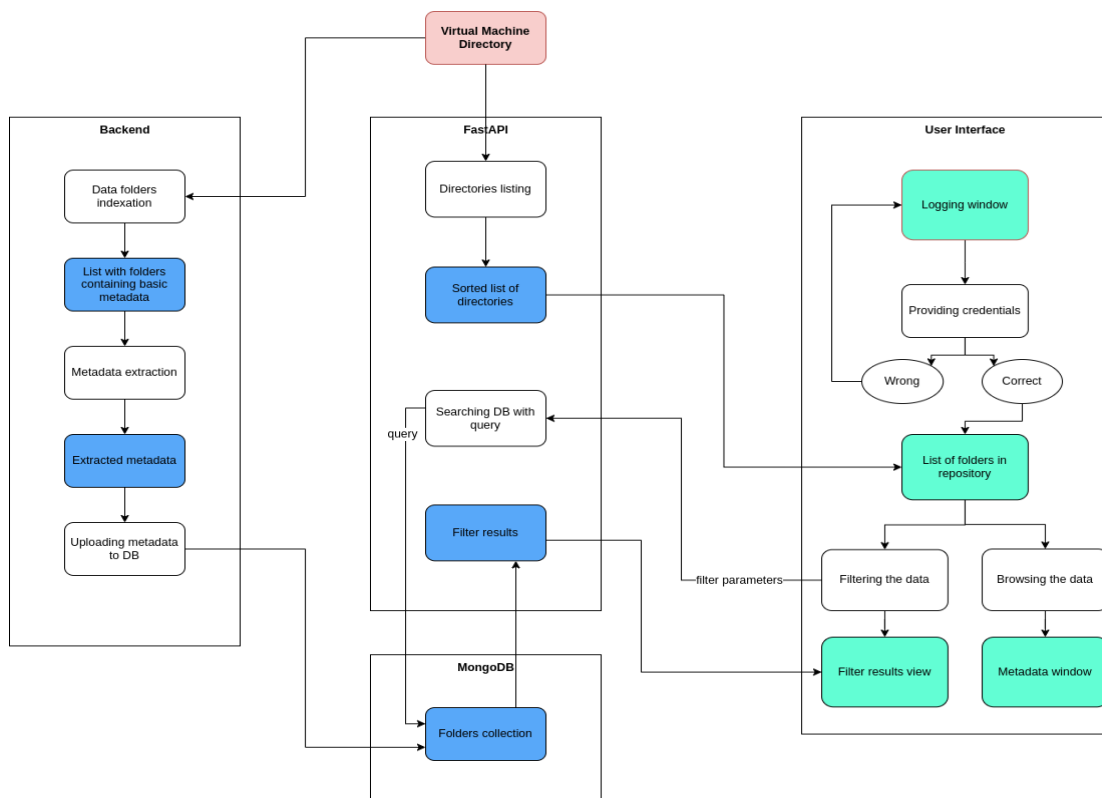 Virtual Machine
Directory
Backend
Data folders
indexation
List with folders
containing basic
metadata
Metadata extraction
Extracted metadata
Uploading metadata
to DB
FastAPI
Directories listing
Sorted list of
directories
Searching DB with
query
query
Filter results
MongoDB
Folders collection
User Interface
Logging window
Providing credentials
Wrong
Correct
List of folders in
repository
filter parameters
Filtering the data
Browsing the data
Filter results view
Metadata window